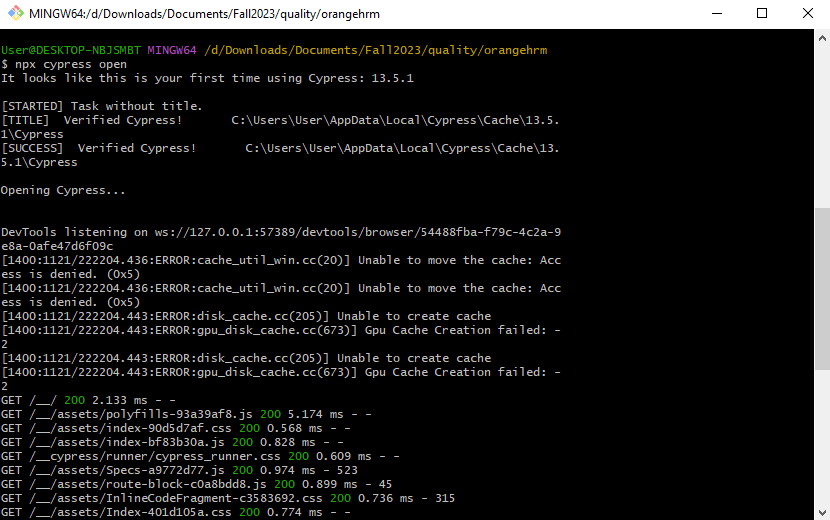 MINGW64:/d/Downloads/Documents/Fall2023/quality/orangehrm
User@DESKTOP-NBJSMBT MINGW64 /d/Downloads/Documents/Fall2023/quality/orangehrm
$ npx cypress open
It looks like this is your first time using Cypress: 13.5.1
[STARTED] Task without title.
[TITLE]  Verified Cypress!       C:\Users\User\AppData\Local\Cypress\Cache\13.5.
1\Cypress
[SUCCESS]  Verified Cypress!       C:\Users\User\AppData\Local\Cypress\Cache\13.
5.1\Cypress
Opening Cypress...
DevTools listening on ws://127.0.0.1:57389/devtools/browser/54488fba-f79c-4c2a-9
e8a-0afe47d6f09c
[1400:1121/222204.436:ERROR:cache_util_win.cc(20)] Unable to move the cache: Acc
ess is denied. (0x5)
[1400:1121/222204.436:ERROR:cache_util_win.cc(20)] Unable to move the cache: Acc
ess is denied. (0x5)
[1400:1121/222204.443:ERROR:disk_cache.cc(205)] Unable to create cache
[1400:1121/222204.443:ERROR:gpu_disk_cache.cc(673)] Gpu Cache Creation failed: -
2
[1400:1121/222204.443:ERROR:disk_cache.cc(205)] Unable to create cache
[1400:1121/222204.443:ERROR:gpu_disk_cache.cc(673)] Gpu Cache Creation failed: -
2
GET /__/ 200 2.133 ms - -
GET /__/assets/polyfills-93a39af8.js 200 5.174 ms - -
GET /__/assets/index-90d5d7af.css 200 0.568 ms - -
GET /__/assets/index-bf83b30a.js 200 0.828 ms - -
GET /__cypress/runner/cypress_runner.css 200 0.609 ms - -
GET /__/assets/Specs-a9772d77.js 200 0.974 ms - 523
GET /__/assets/route-block-c0a8bdd8.js 200 0.899 ms - 45
GET /__/assets/InlineCodeFragment-c3583692.css 200 0.736 ms - 315
GET /__/assets/Index-401d105a.css 200 0.774 ms - -